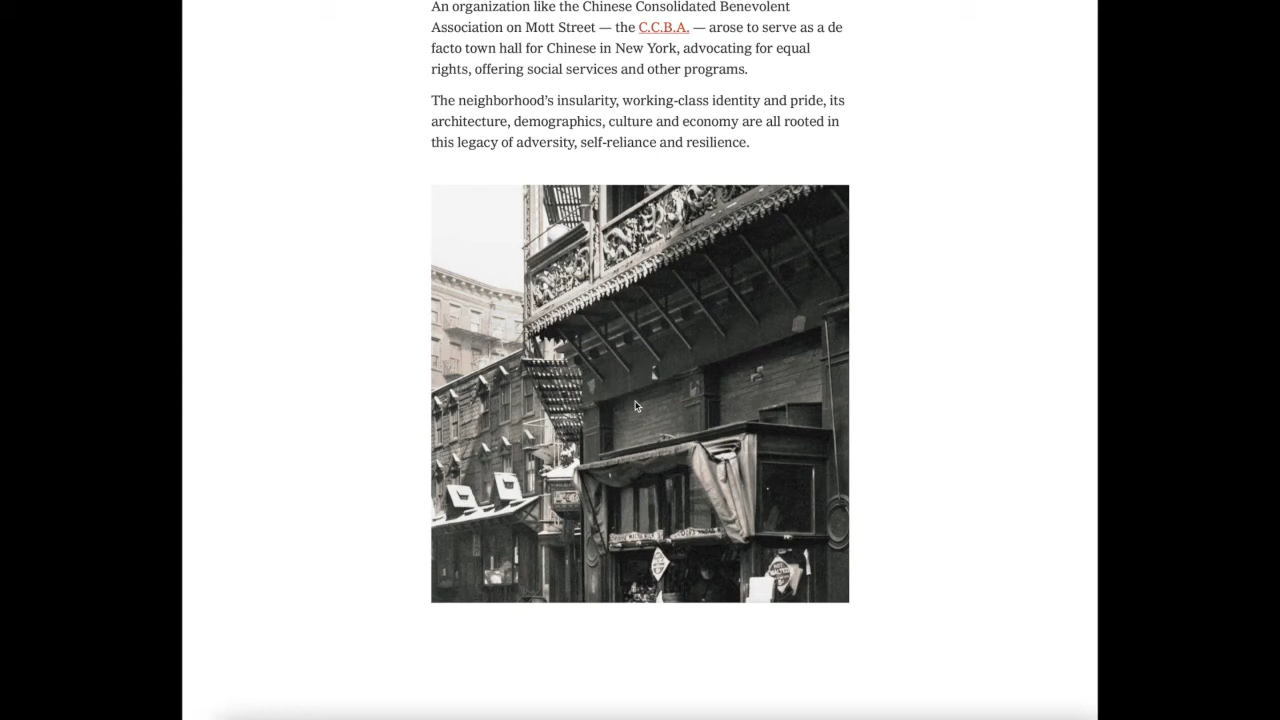 An organization like the Chinese Consolidated Benevolent
Association on Mott Street — the C.C.B.A. — arose to serve as a de
facto town hall for Chinese in New York, advocating for equal
rights, offering social services and other programs.
The neighborhood’s insularity, working-class identity and pride, its
architecture, demographics, culture and economy are all rooted in
this legacy of adversity, self-reliance and resilience.